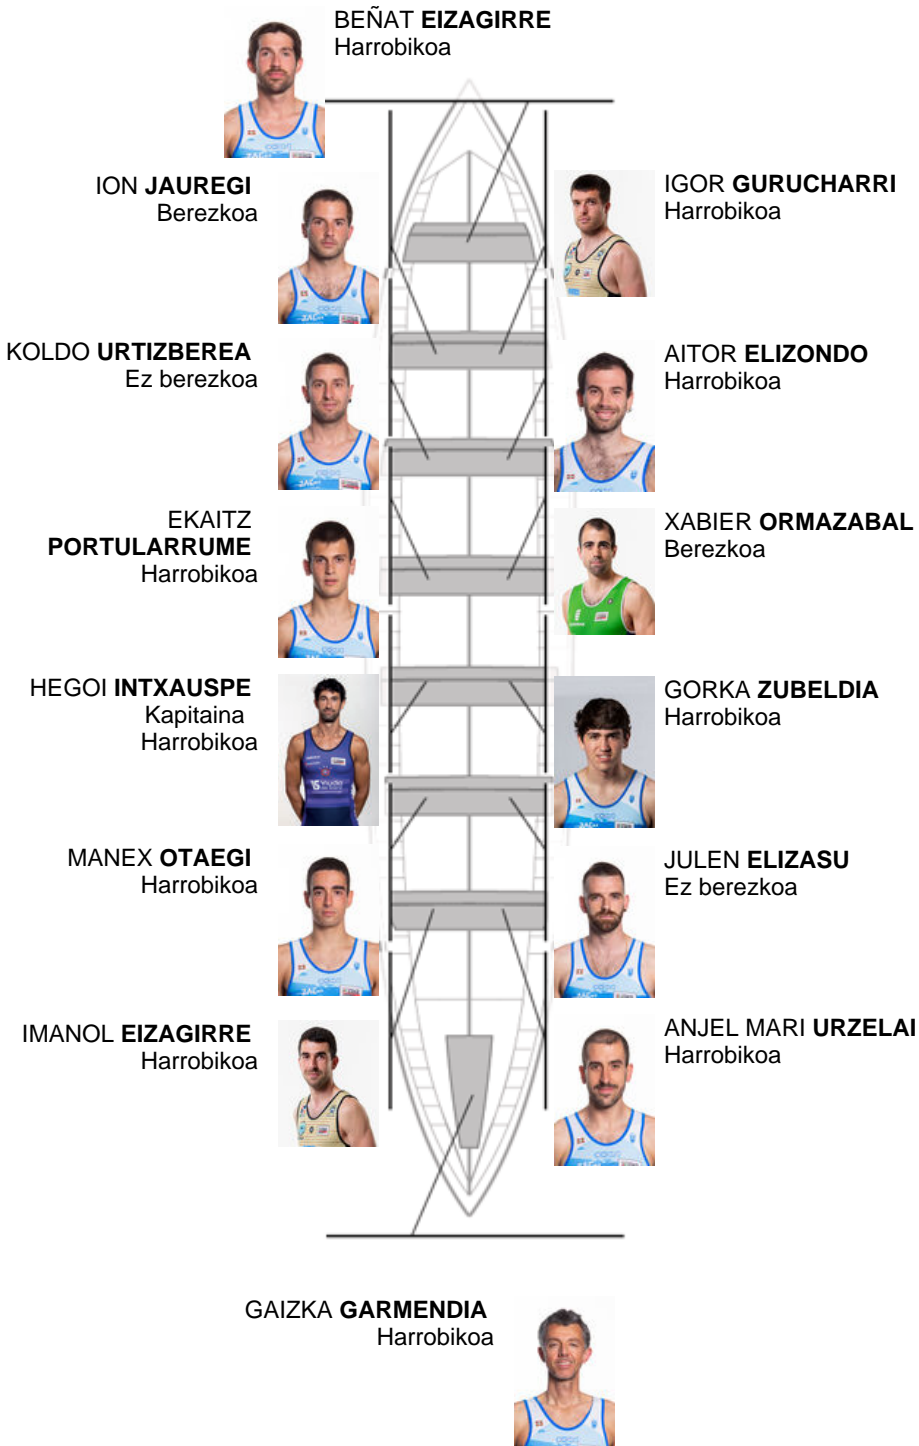 BEÑAT EIZAGIRRE
Harrobikoa
ION JAUREGI
Berezkoa
IGOR GURUCHARRI
Harrobikoa
KOLDO URTIZBEREA
Ez berezkoa
AITOR ELIZONDO
Harrobikoa
EKAITZ
PORTULARRUME
Harrobikoa
XABIER ORMAZABAL
Berezkoa
HEGOI INTXAUSPE
Kapitaina
Harrobikoa
GORKA ZUBELDIA
Harrobikoa
MANEX OTAEGI
Harrobikoa
JULEN ELIZASU
Ez berezkoa
IMANOL EIZAGIRRE
Harrobikoa
ANJEL MARI URZELAI
Harrobikoa
GAIZKA GARMENDIA
Harrobikoa